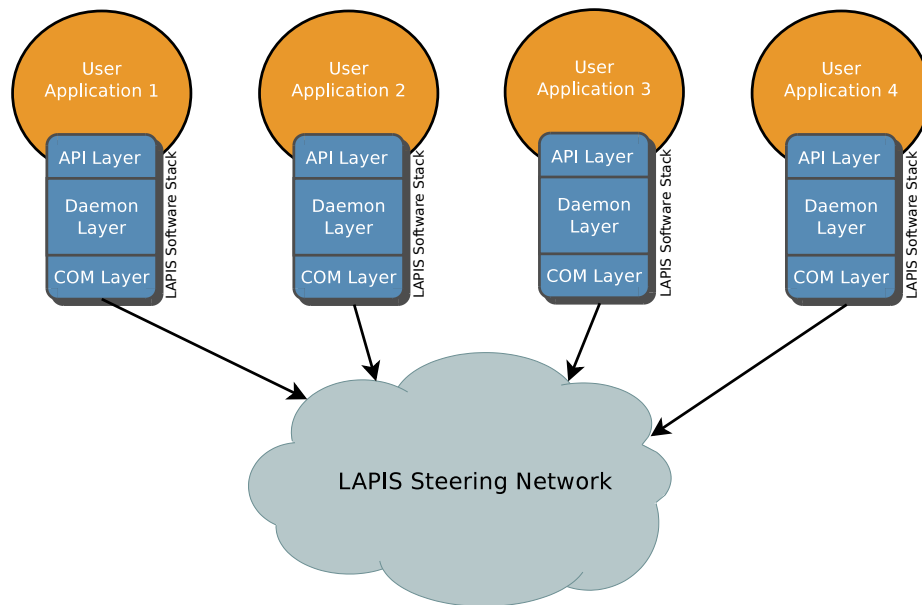 User
Application 1
User
Application 2
User
Application 3
User
Application 4
API Layer
Daemon
Layer
COM Layer
LAPIS Software Stack
API Layer
Daemon
Layer
COM Layer
LAPIS Software Stack
API Layer
Daemon
Layer
COM Layer
LAPIS Software Stack
API Layer
Daemon
Layer
COM Layer
LAPIS Software Stack
LAPIS Steering Network